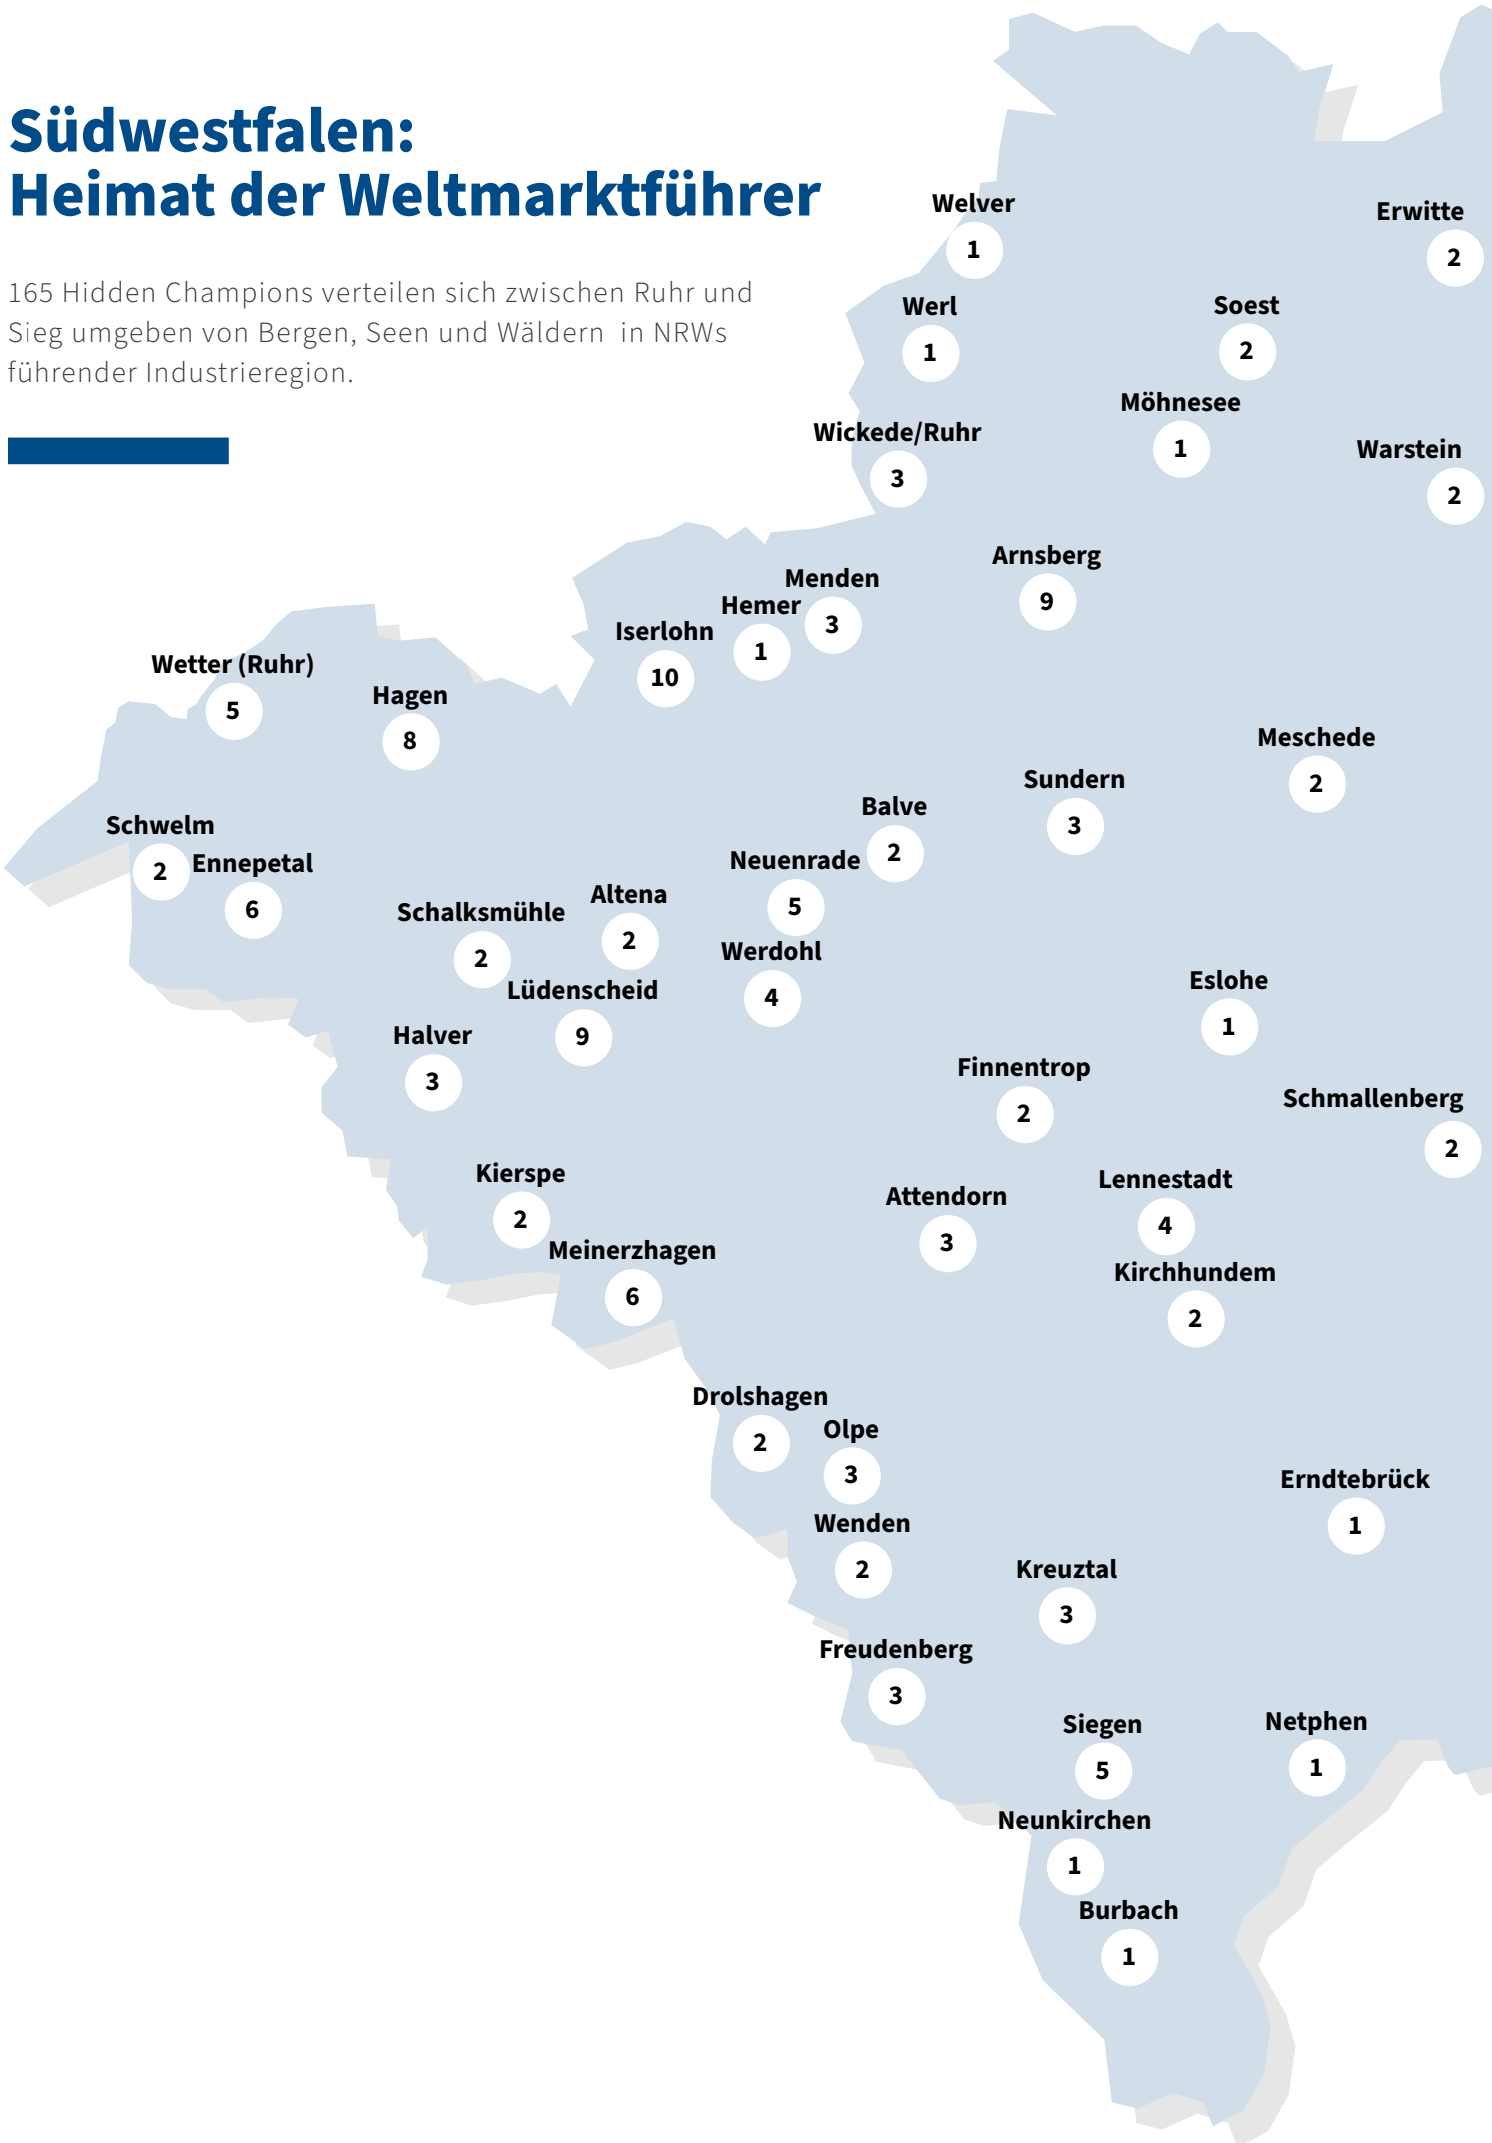 Südwestfalen:
Heimat der Weltmarktführer
165 Hidden Champions verteilen sich zwischen Ruhr und
Sieg umgeben von Bergen, Seen und Wäldern in NRWs
führender Industrieregion.
Welver
1
Erwitte
2
Werl
1
Soest
2
Möhnesee
1
Wickede/Ruhr
3
Warstein
2
Arnsberg
9
Menden
3
Hemer
1
Iserlohn
10
Wetter (Ruhr)
5
Hagen
8
Meschede
2
Sundern
3
Balve
2
Schwelm
2
Ennepetal
6
Neuenrade
5
Altena
2
Schalksmühle
2
Werdohl
4
Lüdenscheid
9
Eslohe
1
Halver
3
Finnentrop
2
Schmallenberg
2
Kierspe
2
Lennestadt
4
Attendorn
3
Meinerzhagen
6
Kirchhundem
2
Drolshagen
2
Olpe
3
Erndtebrück
1
Wenden
2
Kreuztal
3
Freudenberg
3
Siegen
5
Netphen
1
Neunkirchen
1
Burbach
1